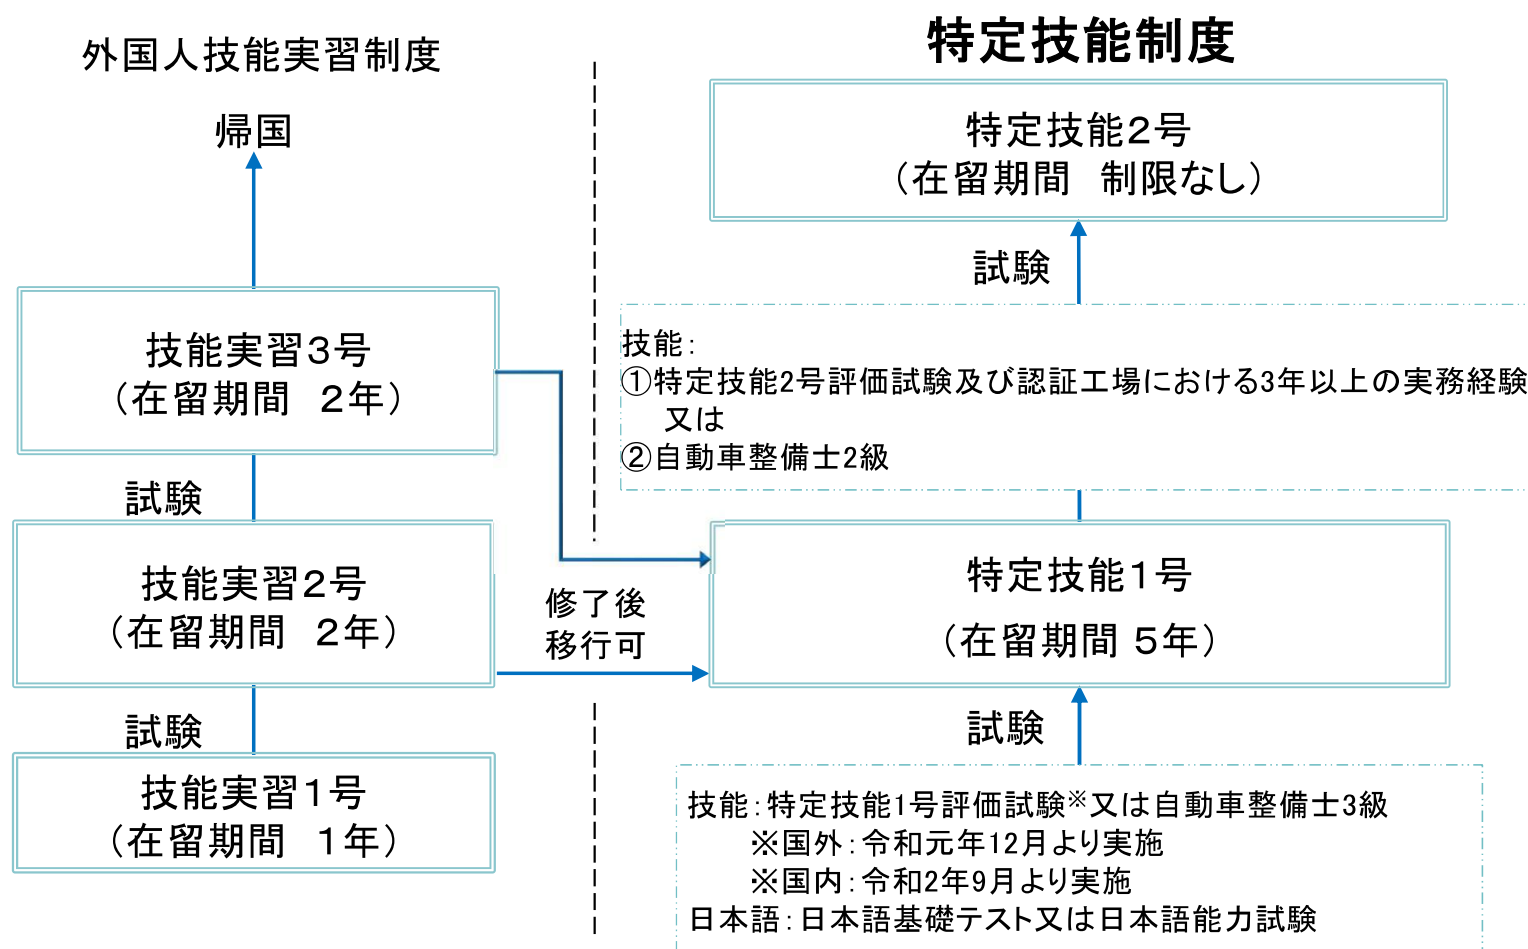 外国人技能実習制度
帰国
技能実習3号
(在留期間 2年)
試験
技能実習2号
(在留期間 2年)
試験
技能実習1号
(在留期間 1年)
修了後
移行可
特定技能制度
特定技能2号
(在留期間 制限なし)
試験
技能:
①特定技能2号評価試験及び認証工場における3年以上の実務経験
又は
②自動車整備士2級
特定技能1号
(在留期間 5年)
試験
技能:特定技能1号評価試験※又は自動車整備士3級
※国外:令和元年12月より実施
※国内:令和2年9月より実施
日本語:日本語基礎テスト又は日本語能力試験